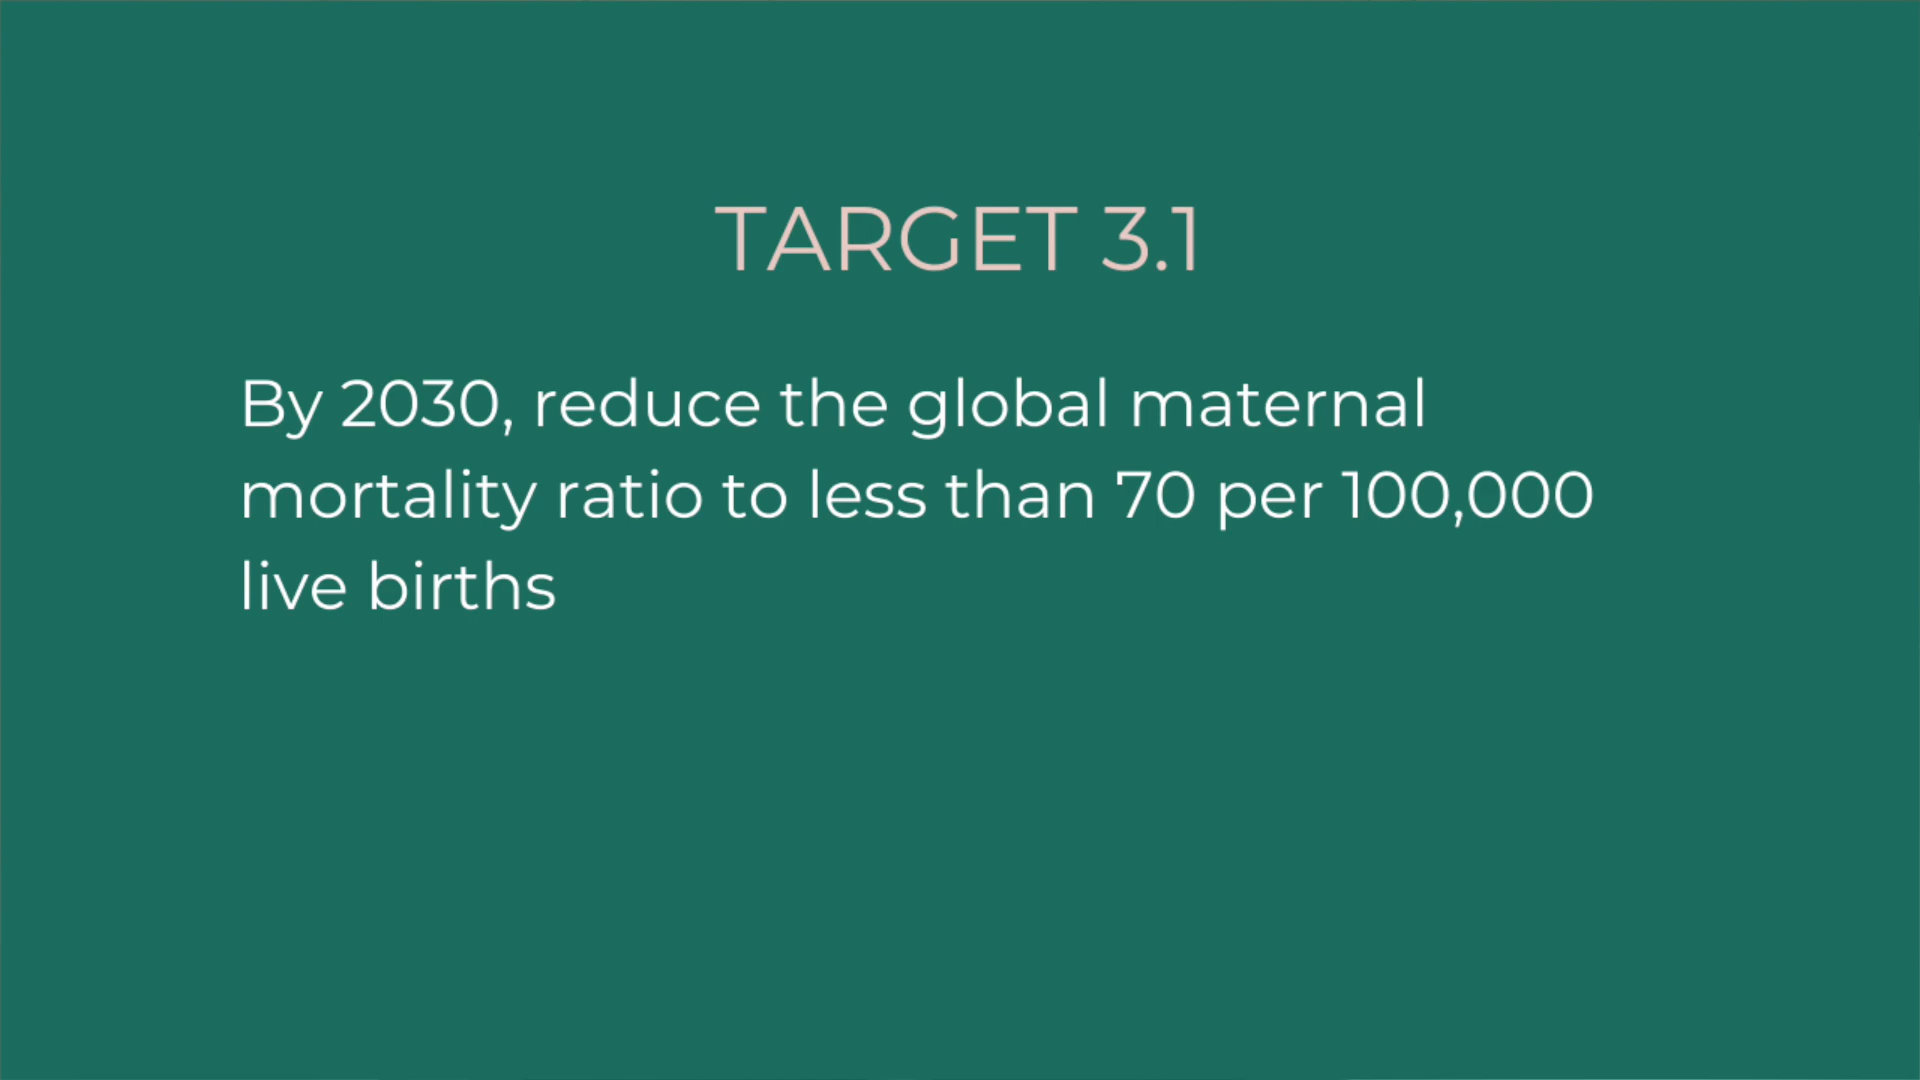 TARGET 3.1
By 2030, reduce the global maternal
mortality ratio to less than 70 per 100,000
live births